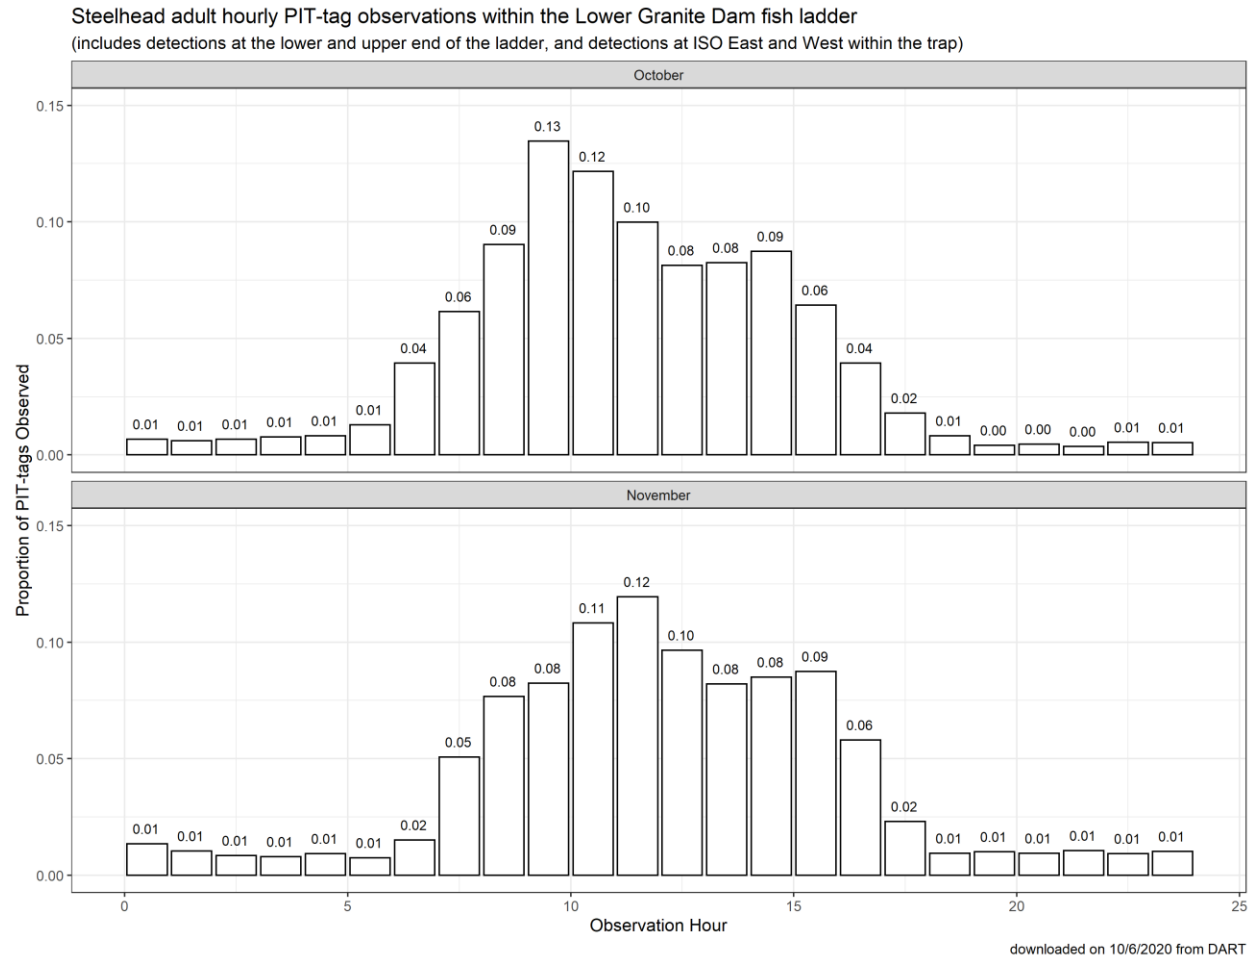 Steelhead adult hourly PIT-tag observations within the Lower Granite Dam fish ladder
(includes detections at the lower and upper end of the ladder, and detections at ISO East and West within the trap)
October
0.15
0.10
0.05
0.00
0.01 0.01 0.01 0.01 0.01 0.01 0.04 0.06 0.09 0.13 0.12 0.10 0.08 0.08 0.09 0.06 0.04 0.02 0.01 0.00 0.00 0.00 0.01 0.01
Proportion of PIT-tags Observed
November
0.15
0.10
0.05
0.00
0.01 0.01 0.01 0.01 0.01 0.01 0.02 0.05 0.08 0.08 0.11 0.12 0.10 0.08 0.08 0.09 0.06 0.02 0.01 0.01 0.01 0.01 0.01 0.01
0 5 10 15 20 25
Observation Hour
downloaded on 10/6/2020 from DART